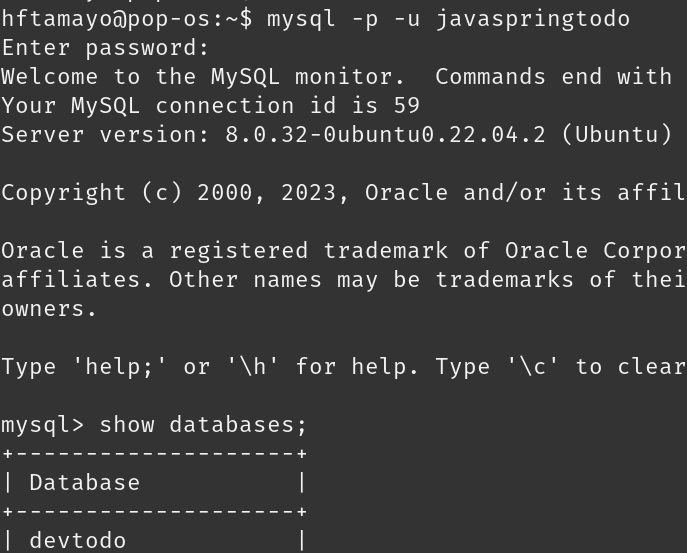 hftamayo@pop-os:~$ mysql -p -u javaspringtodo
Enter password:
Welcome to the MySQL monitor.  Commands end with
Your MySQL connection id is 59
Server version: 8.0.32-0ubuntu0.22.04.2 (Ubuntu)

Copyright (c) 2000, 2023, Oracle and/or its affil

Oracle is a registered trademark of Oracle Corpor
affiliates. Other names may be trademarks of thei
owners.

Type 'help;' or '\h' for help. Type '\c' to clear

mysql> show databases;
+--------------------+
| Database           |
+--------------------+
| devtodo            |